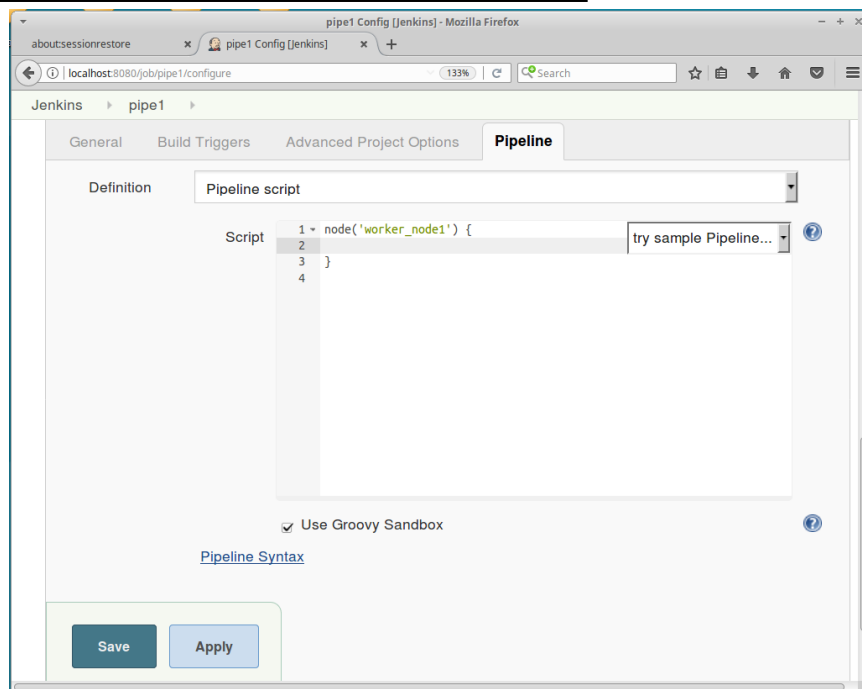 pipe1 Config [Jenkins] - Mozilla Firefox
about:sessionrestore
pipe1 Config [Jenkins]
localhost:8080/job/pipe1/configure
133%
Search
Jenkins
pipe1
General
Build Triggers
Advanced Project Options
Pipeline
Definition
Pipeline script
Script
1 node('worker_node1') {
2
3 }
4
try sample Pipeline...
Use Groovy Sandbox
Pipeline Syntax
Save
Apply